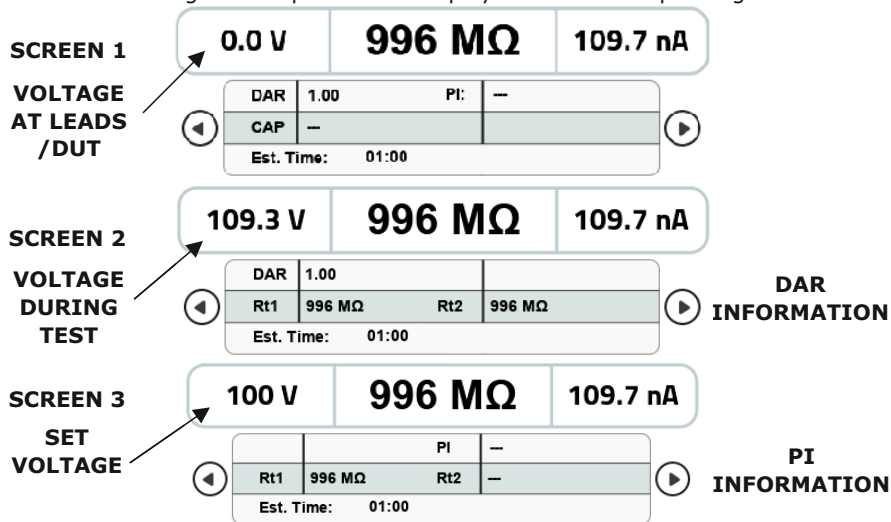 SCREEN 1
VOLTAGE
AT LEADS
/DUT
0.0 V 996 MΩ 109.7 nA
DAR 1.00 PI: ---
CAP ---
Est. Time: 01:00
SCREEN 2
VOLTAGE
DURING
TEST
109.3 V 996 MΩ 109.7 nA
DAR 1.00
Rt1 996 MΩ Rt2 996 MΩ
Est. Time: 01:00
DAR
INFORMATION
SCREEN 3
SET
VOLTAGE
100 V 996 MΩ 109.7 nA
PI ---
Rt1 996 MΩ Rt2 ---
Est. Time: 01:00
PI
INFORMATION